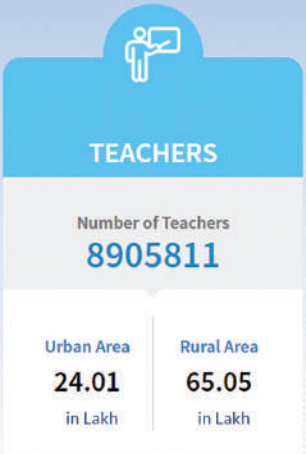 TEACHERS
Number of Teachers
8905811
Urban Area
24.01
in Lakh
Rural Area
65.05
in Lakh